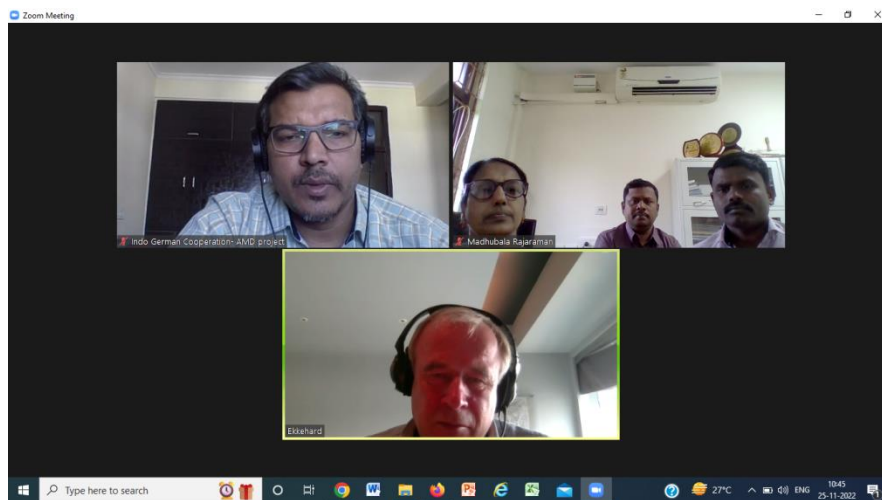 Zoom Meeting
Indo German Cooperation- AMD project
Madhubala Rajaraman
Ekkehard
Type here to search
27°C
ENG
10:45
25-11-2022